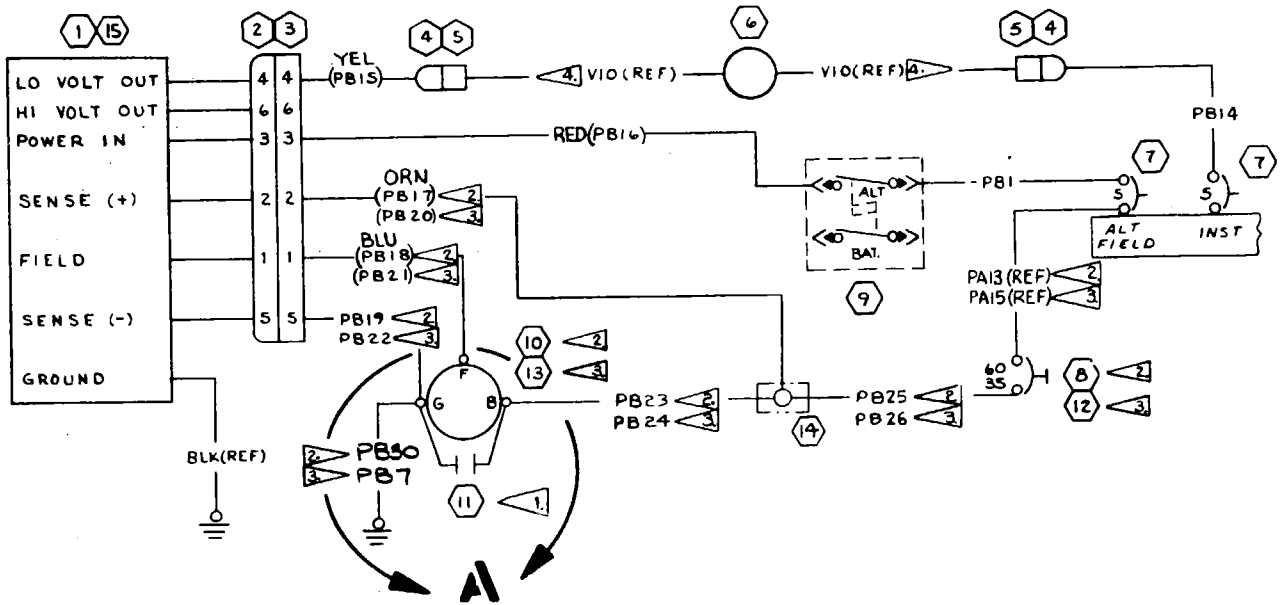 1 15
2 3
4 5
6
5 4
LO VOLT OUT
4 4
YEL
(PB15)
4. V10(REF)
V10(REF) 4.
HI VOLT OUT
6 6
PB14
POWER IN
3 3
RED(PB16)
7
7
SENSE (+)
2 2
ORN
(PB17) 2.
(PB20) 3.
ALT
PB1
5
5
BAT.
ALT
FIELD
INST
FIELD
1 1
BLU
(PB18) 2.
(PB21) 3.
9
PA13(REF) 2.
PA15(REF) 3.
SENSE (-)
5 5
PB19 2.
PB22 3.
10 2.
13 3.
GROUND
F
G
B
PB23 2.
PB24 3.
14
PB25 2.
PB26 3.
60
35
8 2.
12 3.
BLK(REF)
2. PB30
3. PB7
11 1.
A